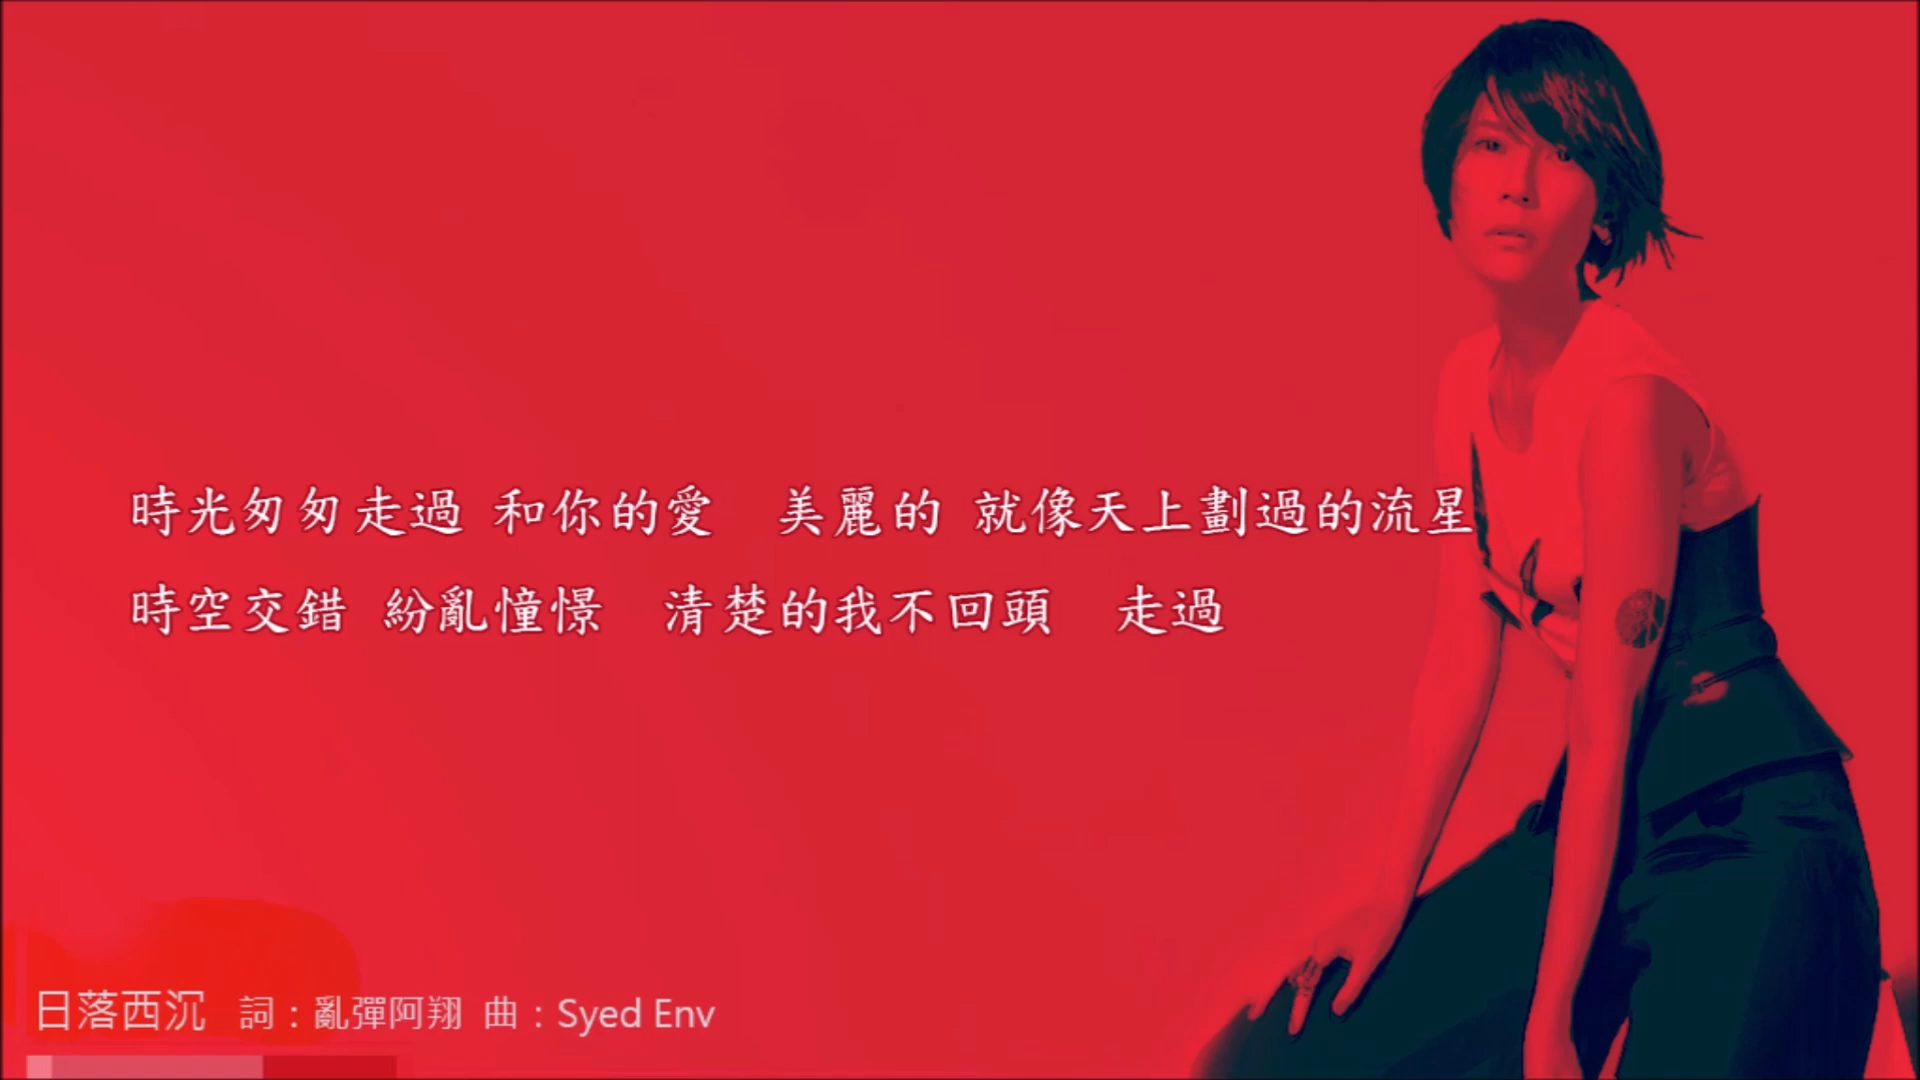 時光匆匆走過 和你的愛　美麗的 就像天上劃過的流星
時空交錯 紛亂憧憬　清楚的我不回頭　走過
日落西沉 詞：亂彈阿翔 曲：Syed Env